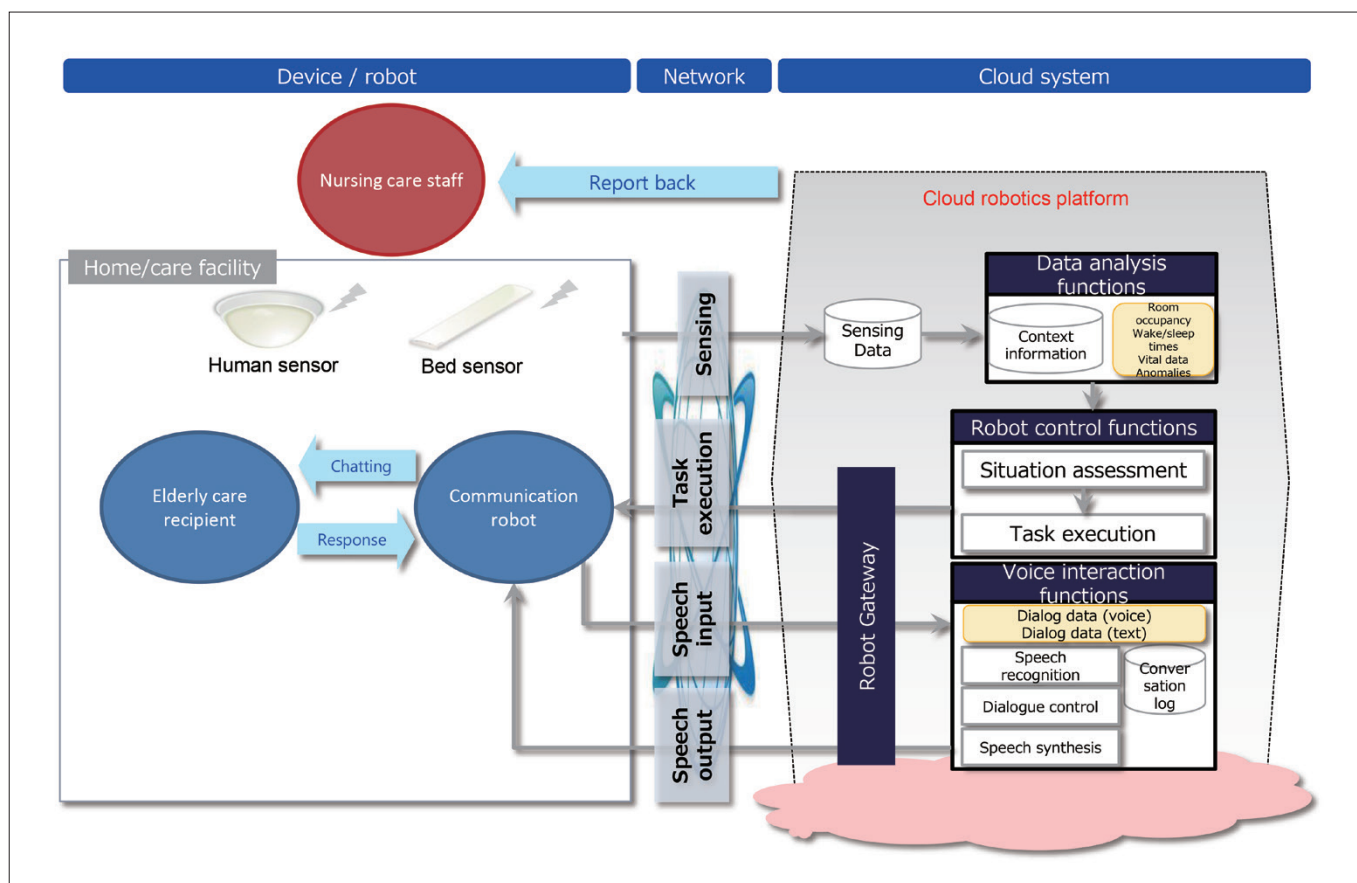 Device / robot
Network
Cloud system
Nursing care staff
Report back
Cloud robotics platform
Home/care facility
Human sensor
Bed sensor
Sensing
Sensing
Data
Data analysis
functions
Context
information
Room
occupancy
Wake/sleep
times
Vital data
Anomalies
Elderly care
recipient
Chatting
Response
Communication
robot
Task
execution
Robot control functions
Situation assessment
Task execution
Speech
input
Robot Gateway
Voice interaction
functions
Dialog data (voice)
Dialog data (text)
Speech
recognition
Dialogue control
Speech synthesis
Conver
sation
log
Speech
output